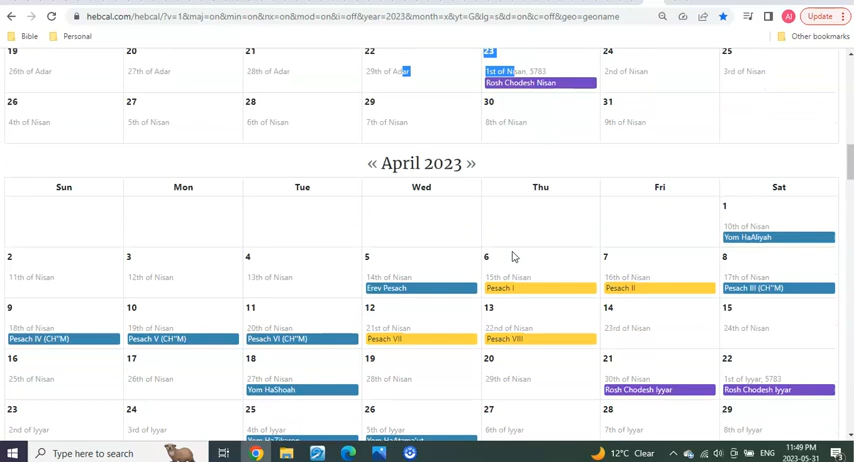 hebcal.com/hebcal/?v=1&maj=on&min=on&nx=on&mod=on&i=off&year=2023&month=x&yt=G&lg=s&d=on&c=off&geo=geoname
AI
Update
Bible Personal Other bookmarks
19 20 21 22 23 24 25
26th of Adar 27th of Adar 28th of Adar 29th of Adar 1st of Nisan, 5783 2nd of Nisan 3rd of Nisan
Rosh Chodesh Nisan
26 27 28 29 30 31
4th of Nisan 5th of Nisan 6th of Nisan 7th of Nisan 8th of Nisan 9th of Nisan
« April 2023 »
Sun Mon Tue Wed Thu Fri Sat
1
10th of Nisan
Yom HaAliyah
2 3 4 5 6 7 8
11th of Nisan 12th of Nisan 13th of Nisan 14th of Nisan 15th of Nisan 16th of Nisan 17th of Nisan
Erev Pesach Pesach I Pesach II Pesach III (CH"M)
9 10 11 12 13 14 15
18th of Nisan 19th of Nisan 20th of Nisan 21st of Nisan 22nd of Nisan 23rd of Nisan 24th of Nisan
Pesach IV (CH"M) Pesach V (CH"M) Pesach VI (CH"M) Pesach VII Pesach VIII
16 17 18 19 20 21 22
25th of Nisan 26th of Nisan 27th of Nisan 28th of Nisan 29th of Nisan 30th of Nisan 1st of Iyyar, 5783
Yom HaShoah Rosh Chodesh Iyyar Rosh Chodesh Iyyar
23 24 25 26 27 28 29
2nd of Iyyar 3rd of Iyyar 4th of Iyyar 5th of Iyyar 6th of Iyyar 7th of Iyyar 8th of Iyyar
Yom HaZikaron Yom HaAtzma'ut
Type here to search
12°C Clear
ENG
11:49 PM
2023-05-31
3